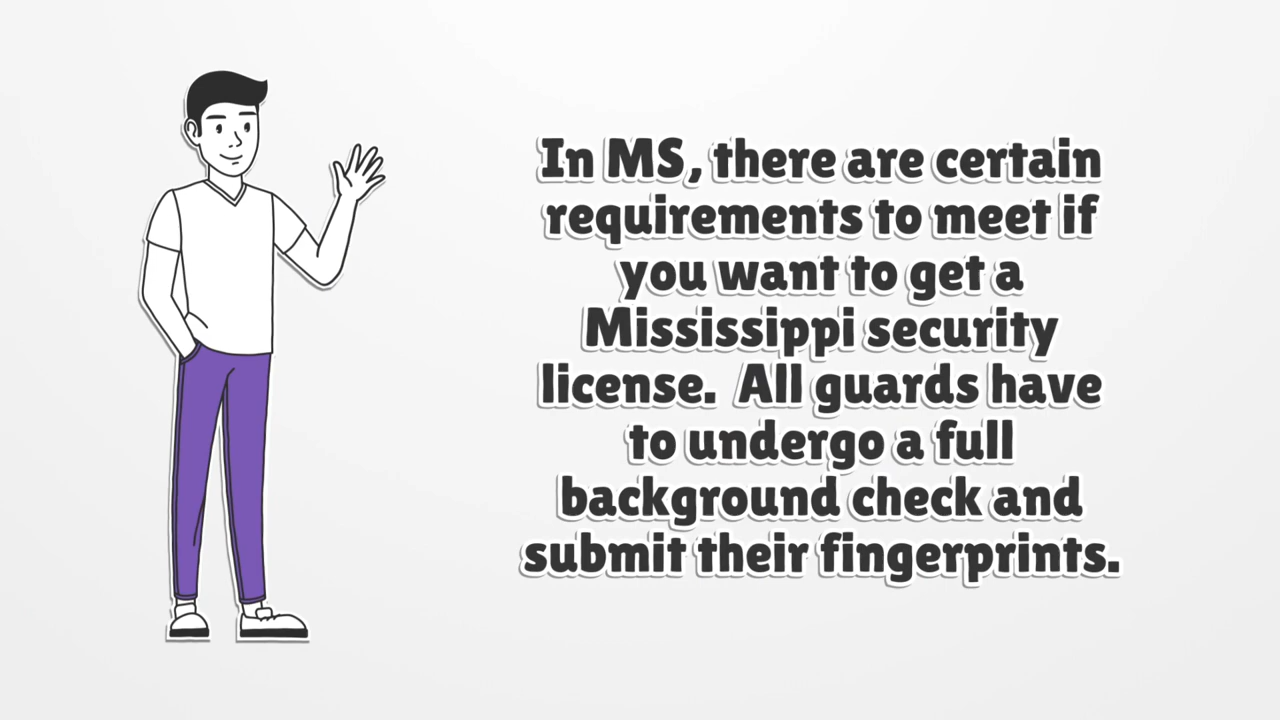 In MS, there are certain
requirements to meet if
you want to get a
Mississippi security
license.  All guards have
to undergo a full
background check and
submit their fingerprints.